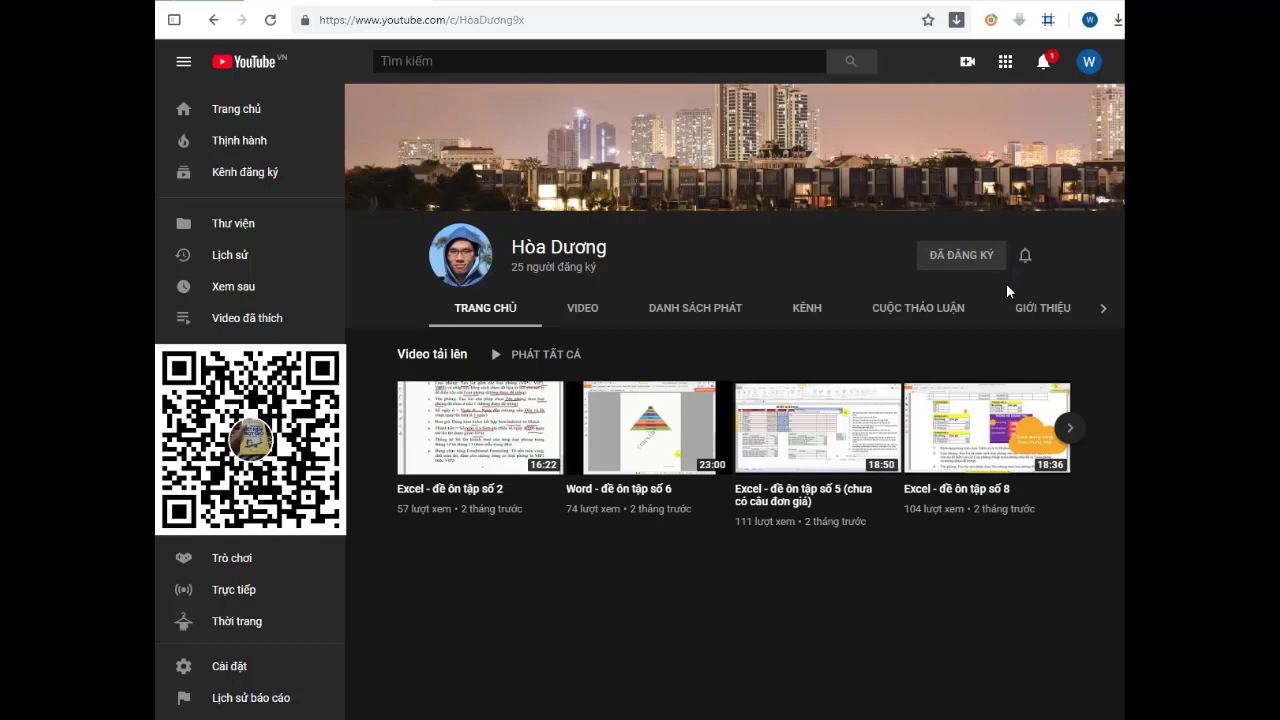 https://www.youtube.com/c/HòaDương9x
W
YouTube VN
Tìm kiếm
1
W
Trang chủ
Thịnh hành
Kênh đăng ký
Thư viện
Lịch sử
Xem sau
Video đã thích
Trò chơi
Trực tiếp
Thời trang
Cài đặt
Lịch sử báo cáo
Hòa Dương
25 người đăng ký
ĐÃ ĐĂNG KÝ
TRANG CHỦ
VIDEO
DANH SÁCH PHÁT
KÊNH
CUỘC THẢO LUẬN
GIỚI THIỆU
Video tải lên
PHÁT TẤT CẢ
16:22
23:00
18:50
18:36
Excel - đề ôn tập số 2
57 lượt xem • 2 tháng trước
Word - đề ôn tập số 6
74 lượt xem • 2 tháng trước
Excel - đề ôn tập số 5 (chưa
có câu đơn giá)
111 lượt xem • 2 tháng trước
Excel - đề ôn tập số 8
104 lượt xem • 2 tháng trước